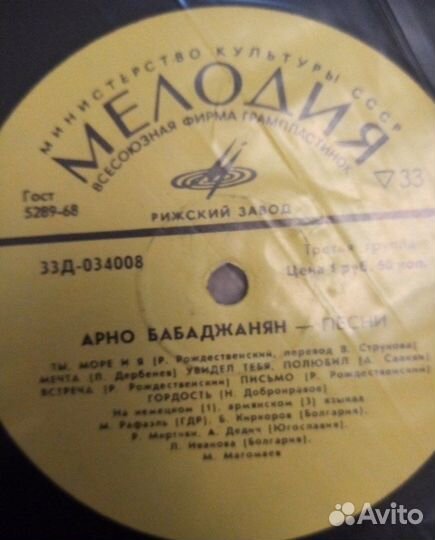 МИНИСТЕРСТВО КУЛЬТУРЫ СССР
МЕЛОДИЯ
ВСЕСОЮЗНАЯ ФИРМА ГРАМПЛАСТИНОК
Гост
5289-68
РИЖСКИЙ ЗАВОД
▽33
33Д-034008
Третья группа
Цена 1 руб. 50 коп.
АРНО БАБАДЖАНЯН — ПЕСНИ
ТЫ, МОРЕ И Я (Р. Рождественский, перевод В. Струкова)
МЕЧТА (Л. Дербенев) УВИДЕЛ ТЕБЯ, ПОЛЮБИЛ (А. Саакян)
ВСТРЕЧА (Р. Рождественский) ПИСЬМО (Р. Рождественский)
ГОРДОСТЬ (Н. Добронравов)
На немецком (1), армянском (3) языках
М. Рафаэль (ГДР), Б. Киркоров (Болгария),
Р. Мкртчян, А. Дедич (Югославия),
Л. Иванова (Болгария),
М. Магомаев
Avito